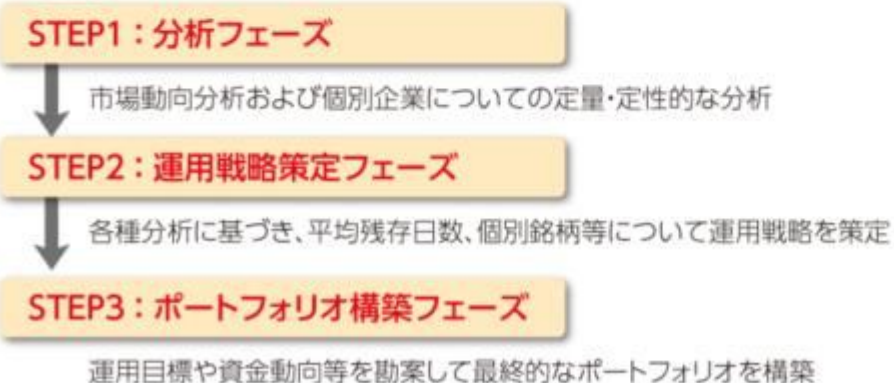 STEP1：分析フェーズ
市場動向分析および個別企業についての定量・定性的な分析
STEP2：運用戦略策定フェーズ
各種分析に基づき、平均残存日数、個別銘柄等について運用戦略を策定
STEP3：ポートフォリオ構築フェーズ
運用目標や資金動向等を勘案して最終的なポートフォリオを構築